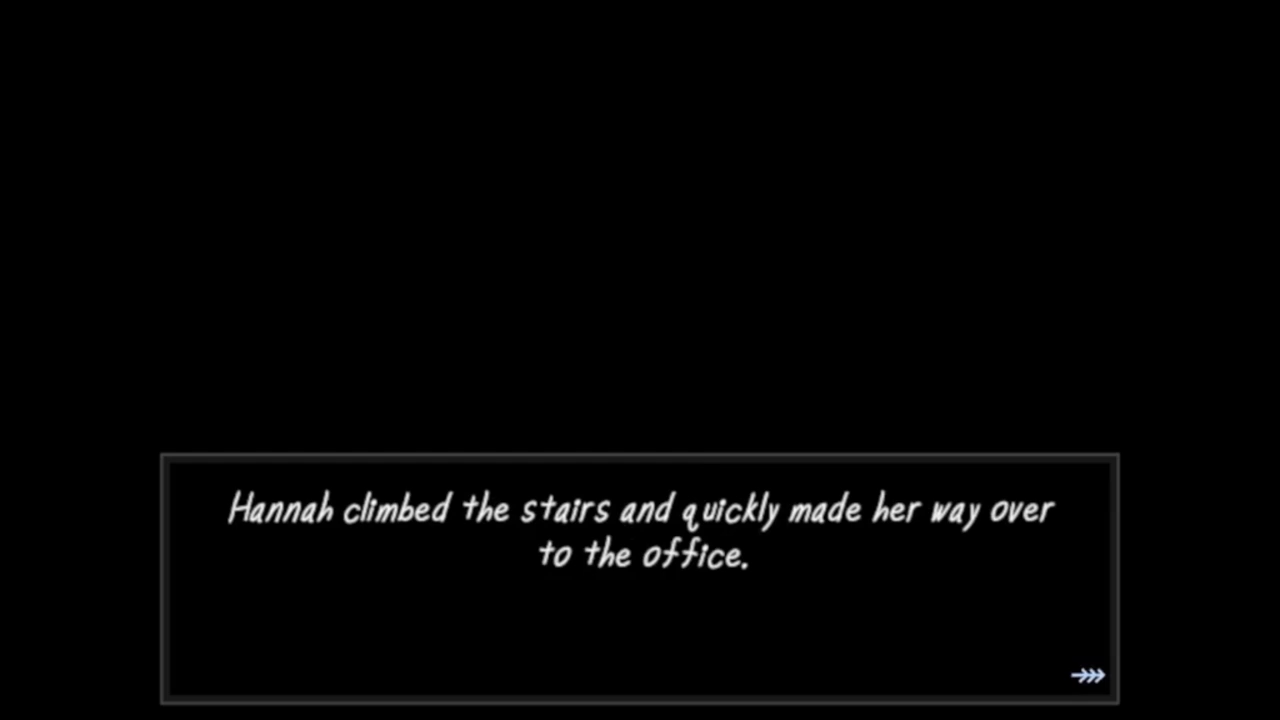 Hannah climbed the stairs and quickly made her way over
to the office.